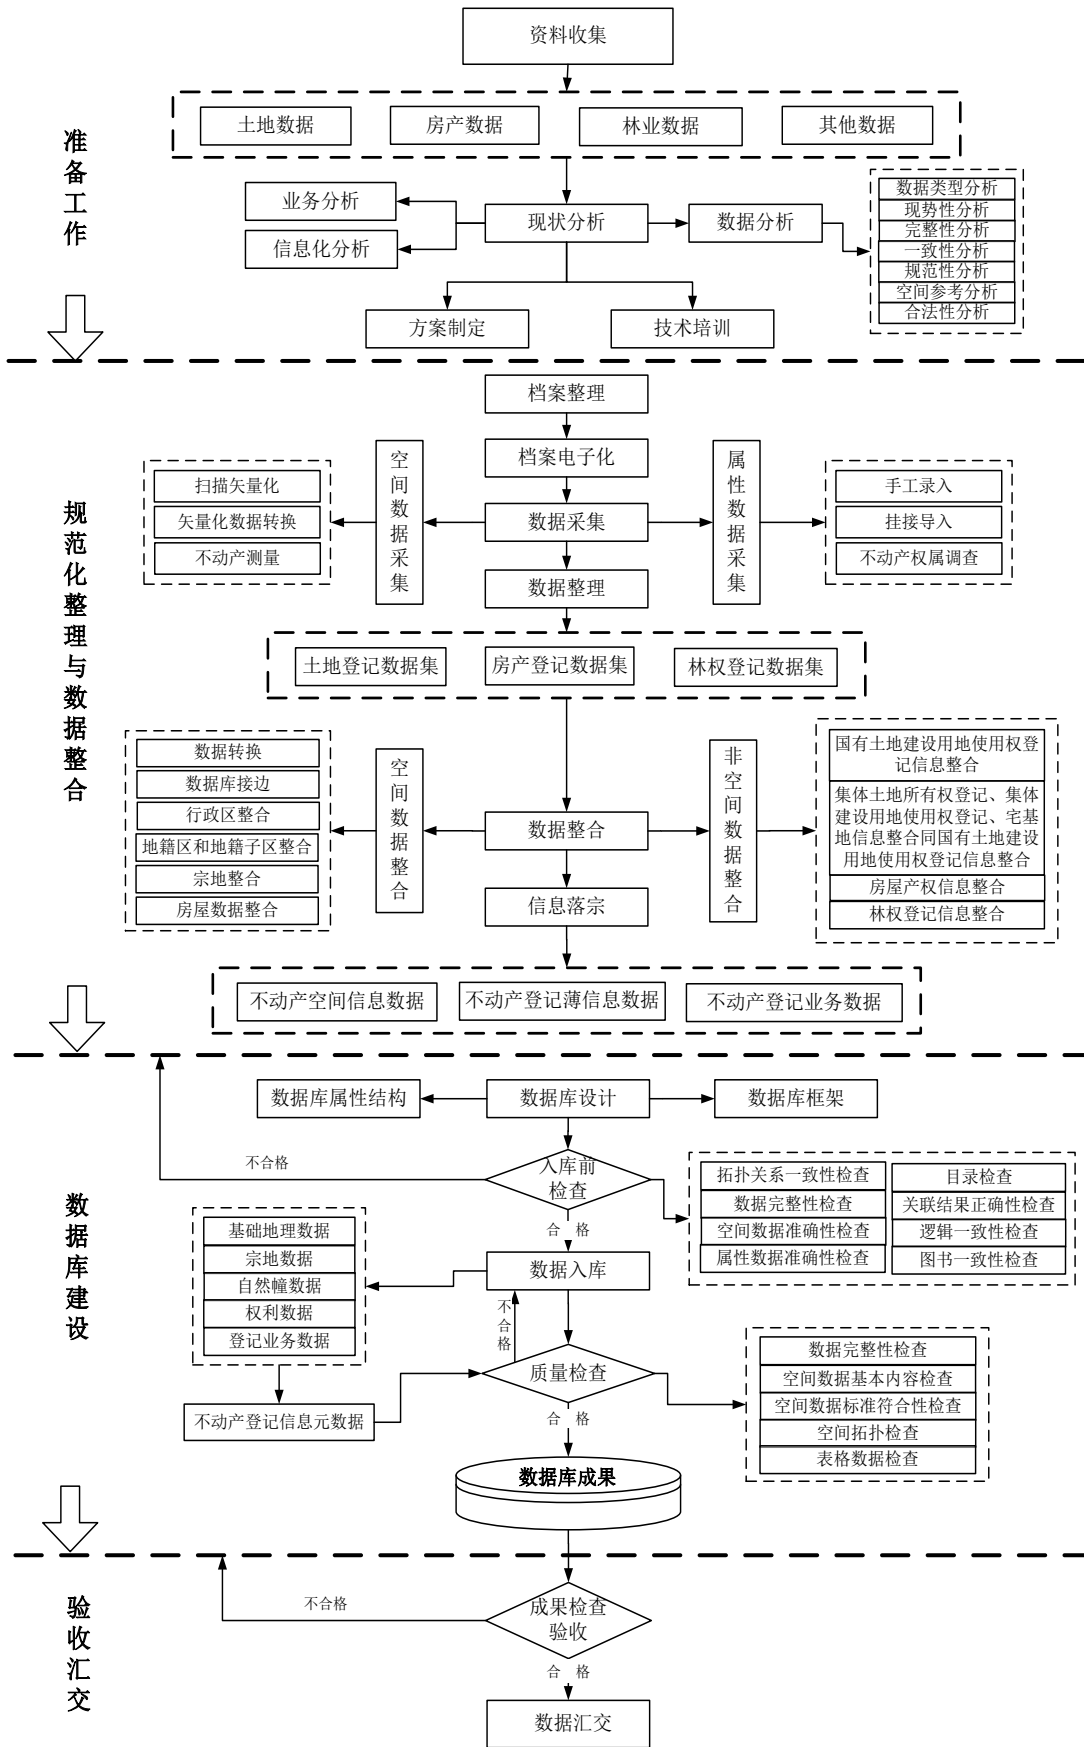 资料收集
土地数据
房产数据
林业数据
其他数据
准备工作
业务分析
信息化分析
现状分析
数据分析
数据类型分析
现势性分析
完整性分析
一致性分析
规范性分析
空间参考分析
合法性分析
方案制定
技术培训
规范化整理与数据整合
档案整理
档案电子化
数据采集
数据整理
空间数据采集
属性数据采集
扫描矢量化
矢量化数据转换
不动产测量
手工录入
挂接导入
不动产权属调查
土地登记数据集
房产登记数据集
林权登记数据集
数据转换
数据库接边
行政区整合
地籍区和地籍子区整合
宗地整合
房屋数据整合
空间数据整合
数据整合
信息落宗
非空间数据整合
国有土地建设用地使用权登
记信息整合
集体土地所有权登记、集体
建设用地使用权登记、宅基
地信息整合同国有土地建设
用地使用权登记信息整合
房屋产权信息整合
林权登记信息整合
不动产空间信息数据
不动产登记薄信息数据
不动产登记业务数据
数据库建设
数据库属性结构
数据库设计
数据库框架
不合格
入库前
检查
合 格
拓扑关系一致性检查
数据完整性检查
空间数据准确性检查
属性数据准确性检查
目录检查
关联结果正确性检查
逻辑一致性检查
图书一致性检查
基础地理数据
宗地数据
自然幢数据
权利数据
登记业务数据
数据入库
不合格
质量检查
不动产登记信息元数据
合 格
数据完整性检查
空间数据基本内容检查
空间数据标准符合性检查
空间拓扑检查
表格数据检查
数据库成果
验收汇交
不合格
成果检查
验收
合 格
数据汇交